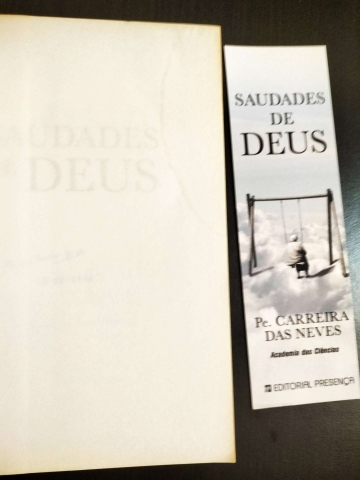 SAUDADES
DEUS
SAUDADES
DE
DEUS
Pe. CARREIRA
DAS NEVES
Academia das Ciências
EDITORIAL PRESENÇA